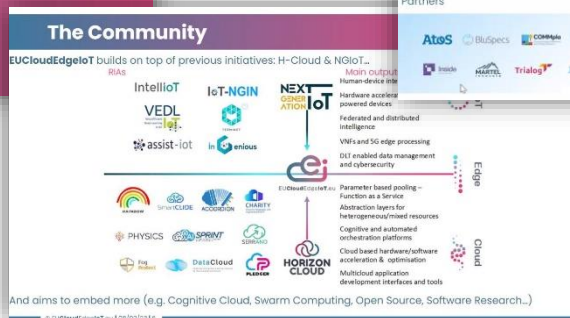 Partners
The Community
AtoS BluSpecs COMMpla
EUCloudEdgeIoT builds on top of previous initiatives: H-Cloud & NGIoT...
Inside MARTEL Trialog
RIAs
Main output
IntellIoT IoT-NGIN NEXT GENERATION IoT
VEDL
assist-iot inGenious
Human-device
Hardware
powered devices
Federated and distributed
intelligence
VNFs and 5G edge processing
DLT enabled data management
and cybersecurity
EUCloudEdgeIoT.eu
Edge
RAINBOW SmartCLIDE ACCORDION CHARITY
PHYSICS SPRINT SERRANO
DataCloud PLEDGER HORIZON CLOUD
Parameter based pooling –
Function as a Service
Abstraction layers for
heterogeneous/mixed resources
Cognitive and automated
orchestration platforms
Cloud based hardware/software
acceleration & optimisation
Multicloud application
development interfaces and tools
Cloud
And aims to embed more (e.g. Cognitive Cloud, Swarm Computing, Open Source, Software Research...)